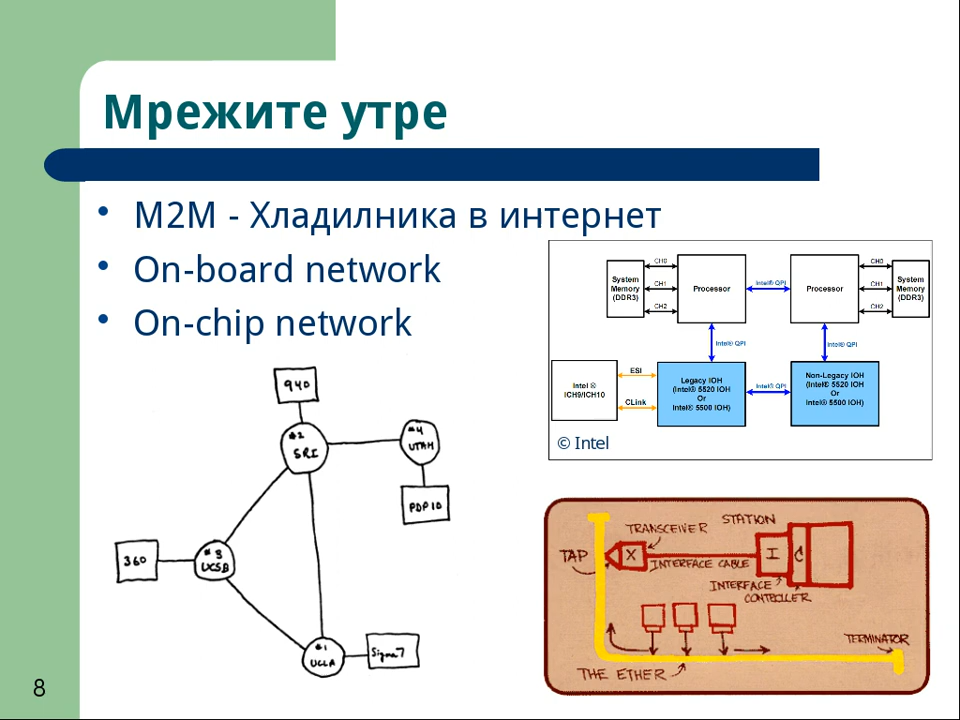 Мрежите утре
M2M - Хладилника в интернет
On-board network
On-chip network
System
Memory
(DDR3)
CH0
CH1
CH2
Processor
Intel® QPI
Processor
CH0
CH1
CH2
System
Memory
(DDR3)
Intel® QPI
Intel® QPI
Intel ®
ICH9/ICH10
ESI
CLink
Legacy IOH
(Intel® 5520 IOH
Or
Intel® 5500 IOH)
Intel® QPI
Non-Legacy IOH
(Intel® 5520 IOH
Or
Intel® 5500 IOH)
© Intel
940
#2
SRI
#4
UTAH
PDP 10
360
#3
UCSB
#1
UCLA
Sigma 7
TRANSCEIVER
STATION
TAP
X
I
C
INTERFACE CABLE
INTERFACE
CONTROLLER
TERMINATOR
THE ETHER
8